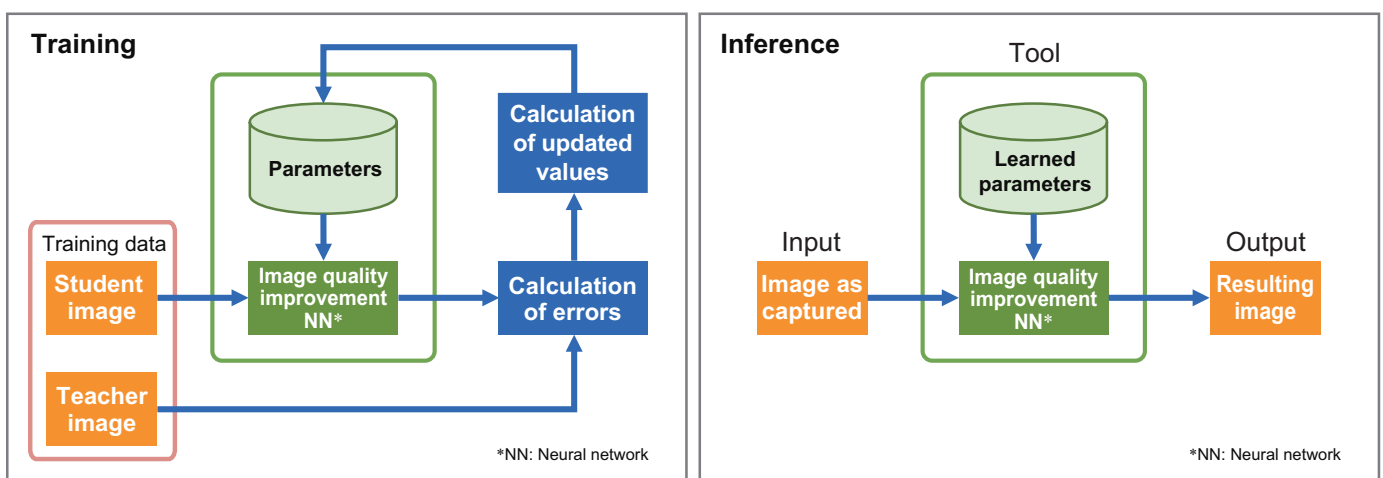 Training
Parameters
Calculation
of updated
values
Training data
Student
image
Image quality
improvement
NN*
Calculation
of errors
Teacher
image
*NN: Neural network
Inference
Tool
Learned
parameters
Input
Image as
captured
Image quality
improvement
NN*
Output
Resulting
image
*NN: Neural network